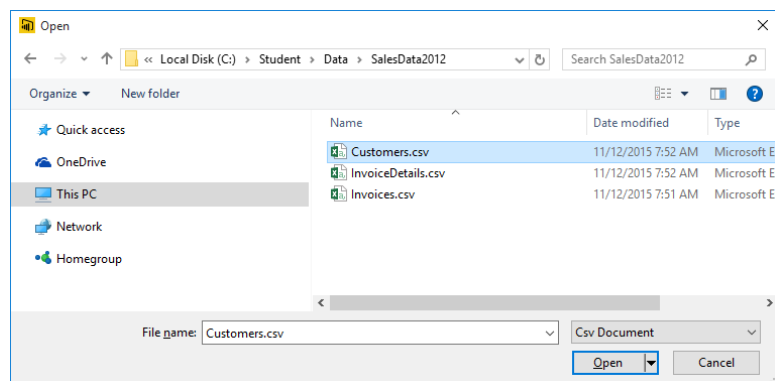 Open
« Local Disk (C:) > Student > Data > SalesData2012
Search SalesData2012
Organize
New folder
Name
Date modified
Type
Quick access
OneDrive
This PC
Network
Homegroup
Customers.csv 11/12/2015 7:52 AM Microsoft E
InvoiceDetails.csv 11/12/2015 7:52 AM Microsoft E
Invoices.csv 11/12/2015 7:51 AM Microsoft E
File name: Customers.csv
Csv Document
Open
Cancel